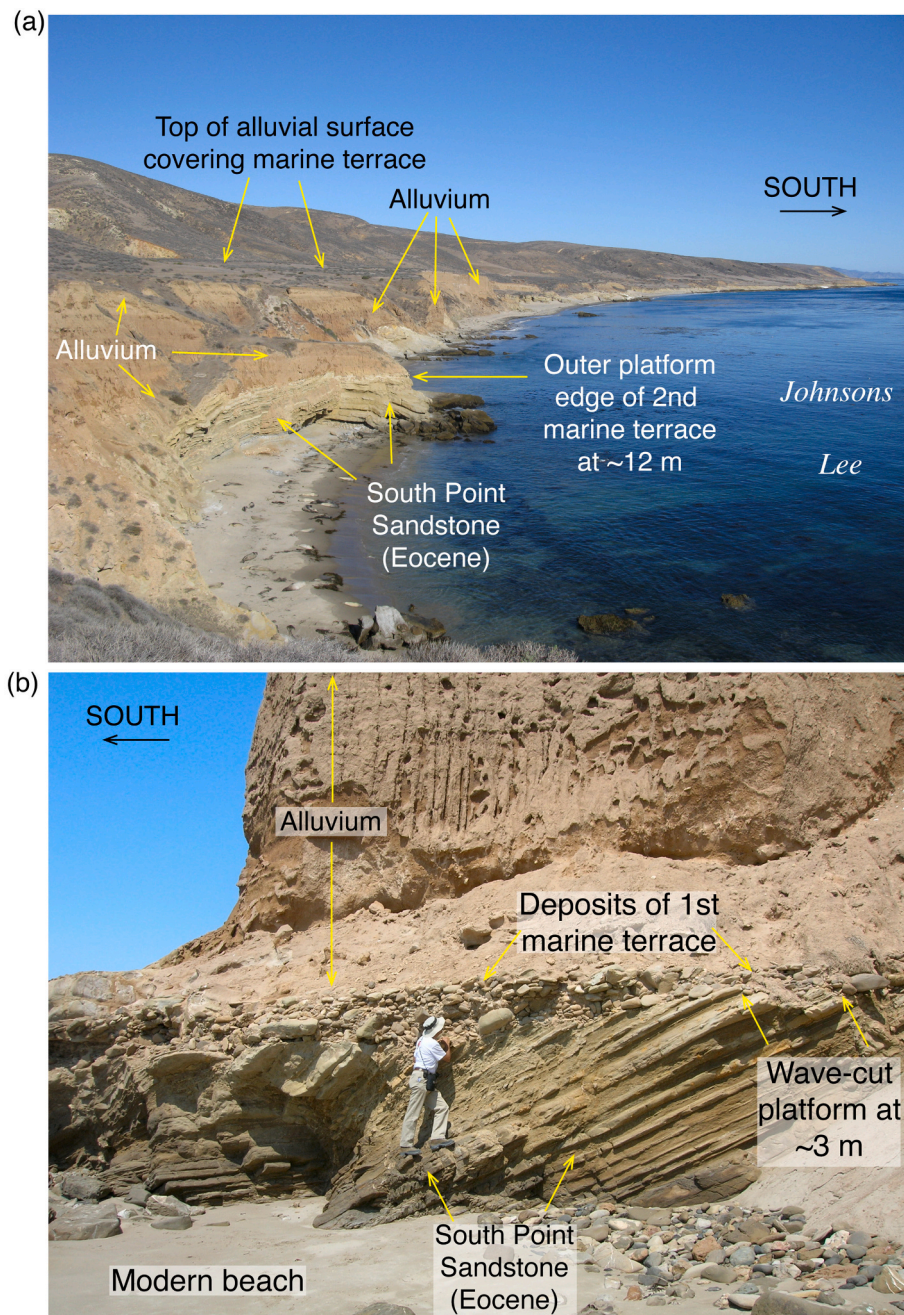 (a)
Top of alluvial surface
covering marine terrace
Alluvium
SOUTH
Alluvium
Outer platform
edge of 2nd
marine terrace
at ~12 m
Johnsons
Lee
South Point
Sandstone
(Eocene)
(b)
SOUTH
Alluvium
Deposits of 1st
marine terrace
Wave-cut
platform at
~3 m
South Point
Sandstone
(Eocene)
Modern beach